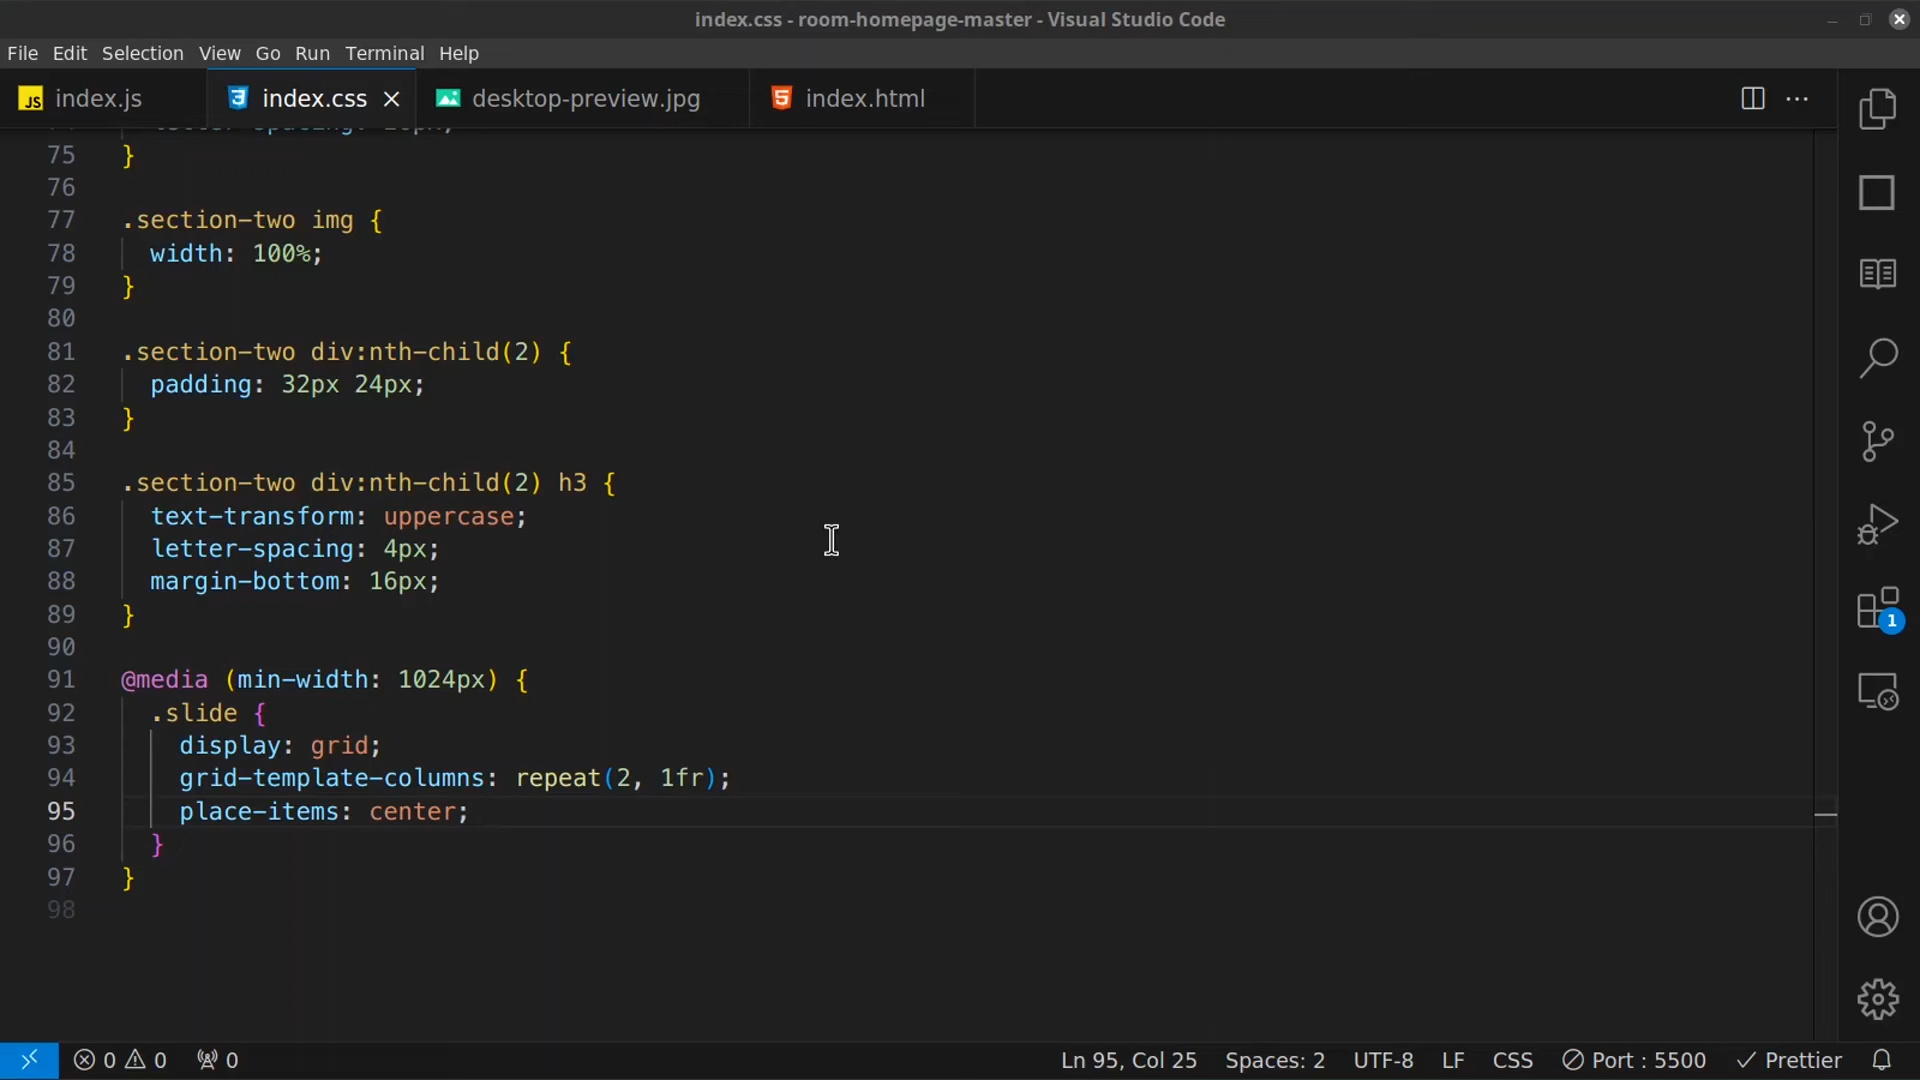 index.css - room-homepage-master - Visual Studio Code
File Edit Selection View Go Run Terminal Help
JS index.js index.css desktop-preview.jpg index.html
75 }
76
77 .section-two img {
78 width: 100%;
79 }
80
81 .section-two div:nth-child(2) {
82 padding: 32px 24px;
83 }
84
85 .section-two div:nth-child(2) h3 {
86 text-transform: uppercase;
87 letter-spacing: 4px;
88 margin-bottom: 16px;
89 }
90
91 @media (min-width: 1024px) {
92 .slide {
93 display: grid;
94 grid-template-columns: repeat(2, 1fr);
95 place-items: center;
96 }
97 }
98
1
0 0 0 Ln 95, Col 25 Spaces: 2 UTF-8 LF CSS Port : 5500 Prettier